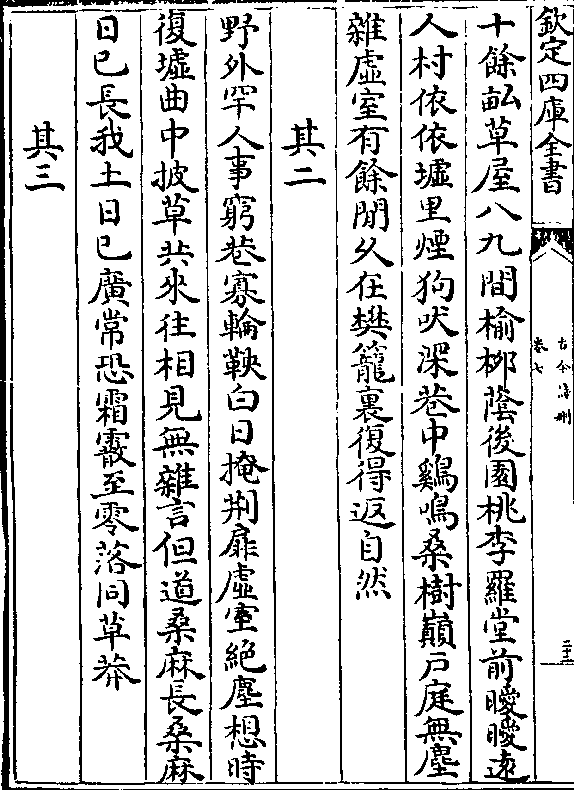 欽定四庫全書
古今詩刪
卷七
十餘畆草屋八九間榆栁蔭後園桃李羅堂前曖曖逺
人村依依墟里煙狗吠深巷中鷄鳴桑樹巔戸庭無塵
雜虛室有餘閒久在樊籠裏復得返自然
其二
野外罕人事窮巷寡輪鞅白日掩荆扉虛室絶塵想時
復墟曲中披草共來往相見無雜言但道桑麻長桑麻
日已長我土日已廣常恐霜霰至零落同草莽
其三